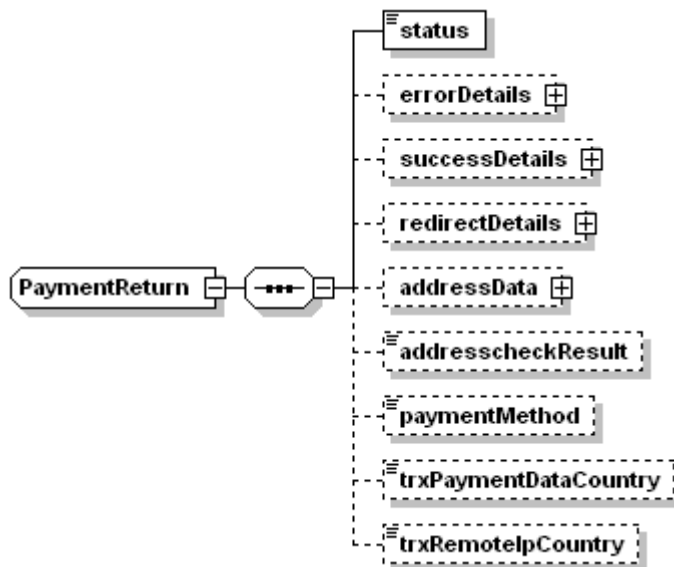 status
errorDetails
successDetails
redirectDetails
PaymentReturn
addressData
addresscheckResult
paymentMethod
trxPaymentDataCountry
trxRemoteIpCountry